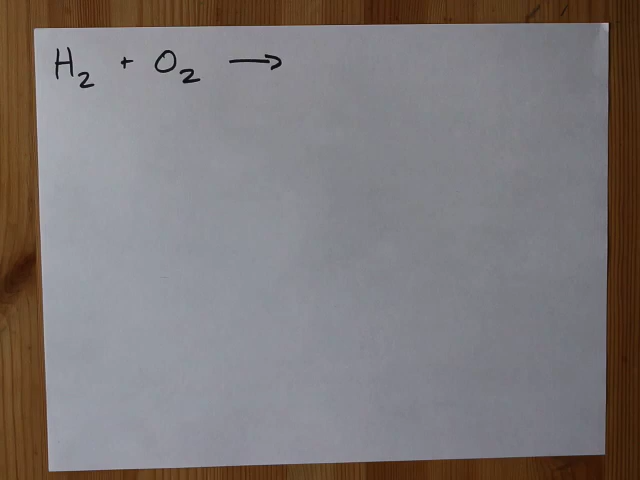 H₂ + O₂ →